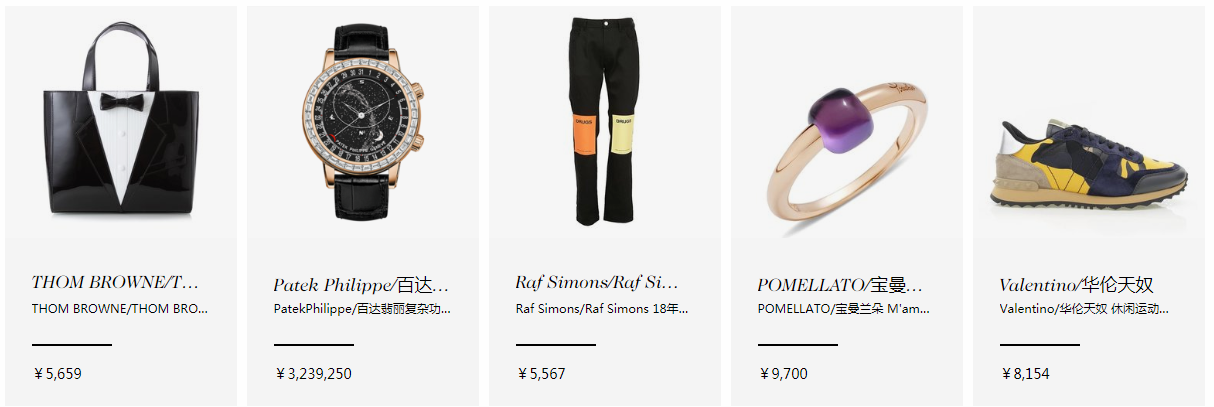 THOM BROWNE/T...
THOM BROWNE/THOM BRO...
￥5,659
PATEK PHILIPPE GENEVE
Patek Philippe/百达...
PatekPhilippe/百达翡丽复杂功...
￥3,239,250
DRUGS
Raf Simons/Raf Si...
Raf Simons/Raf Simons 18年...
￥5,567
POMELLATO/宝曼...
POMELLATO/宝曼兰朵 M'am...
￥9,700
Valentino/华伦天奴
Valentino/华伦天奴 休闲运动...
￥8,154